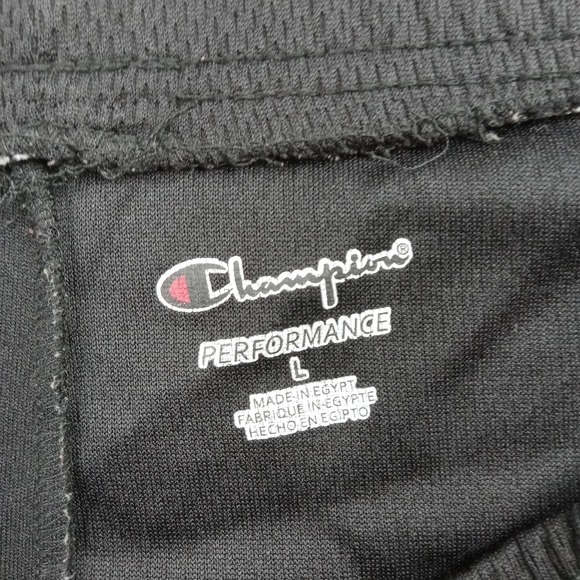 Champion®
PERFORMANCE
L
MADE IN EGYPT
FABRIQUE IN EGYPTE
HECHO EN EGIPTO